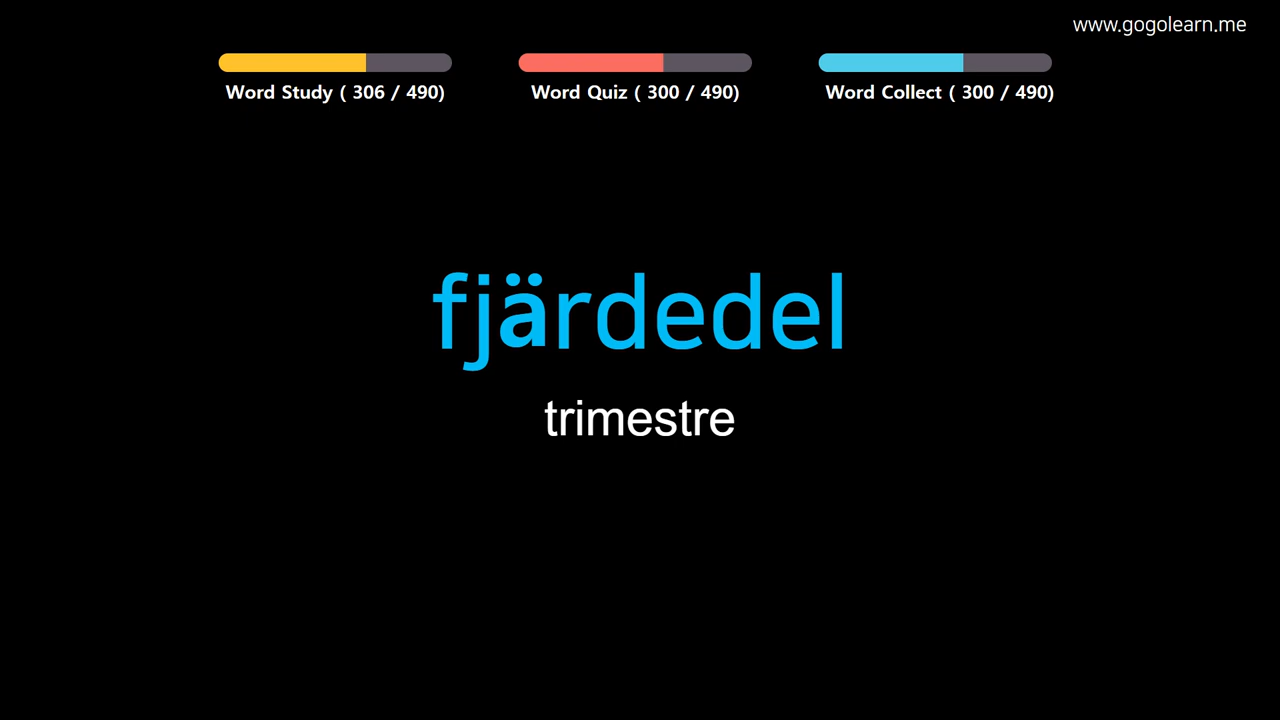 www.gogolearn.me
Word Study ( 306 / 490)
Word Quiz ( 300 / 490)
Word Collect ( 300 / 490)
fjärdedel
trimestre